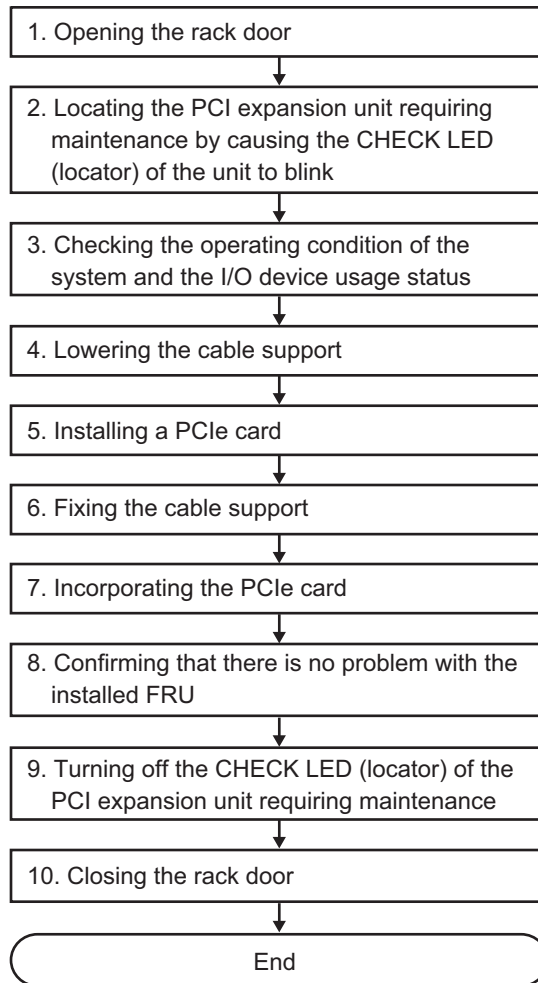 1. Opening the rack door
2. Locating the PCI expansion unit requiring
maintenance by causing the CHECK LED
(locator) of the unit to blink
3. Checking the operating condition of the
system and the I/O device usage status
4. Lowering the cable support
5. Installing a PCIe card
6. Fixing the cable support
7. Incorporating the PCIe card
8. Confirming that there is no problem with the
installed FRU
9. Turning off the CHECK LED (locator) of the
PCI expansion unit requiring maintenance
10. Closing the rack door
End